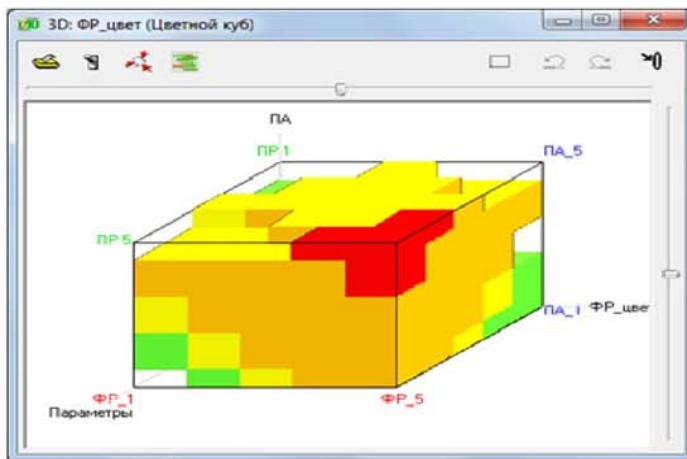 3D: ФР_цвет (Цветной куб)
ПА
ПР 1
ПА_5
ПР 5
ПА_1
ФР_цвет
ФР_1
ФР_5
Параметры